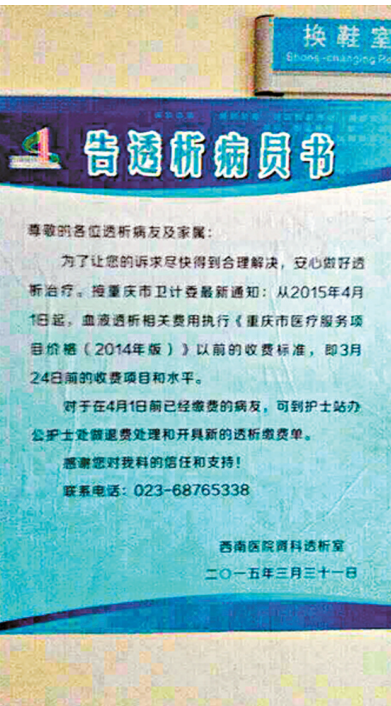 换鞋室
Shoes-changing Ro
告透析病员书
尊敬的各位透析病友及家属：
为了让您的诉求尽快得到合理解决，安心做好透
析治疗。接重庆市卫计委最新通知：从2015年4月
1日起，血液透析相关费用执行《重庆市医疗服务项
目价格（2014年版）》以前的收费标准，即3月
24日前的收费项目和水平。
对于在4月1日前已经缴费的病友，可到护士站办
公护士处做退费处理和开具新的透析缴费单。
感谢您对我科的信任和支持！
联系电话：023-68765338
西南医院肾科透析室
二〇一五年三月三十一日